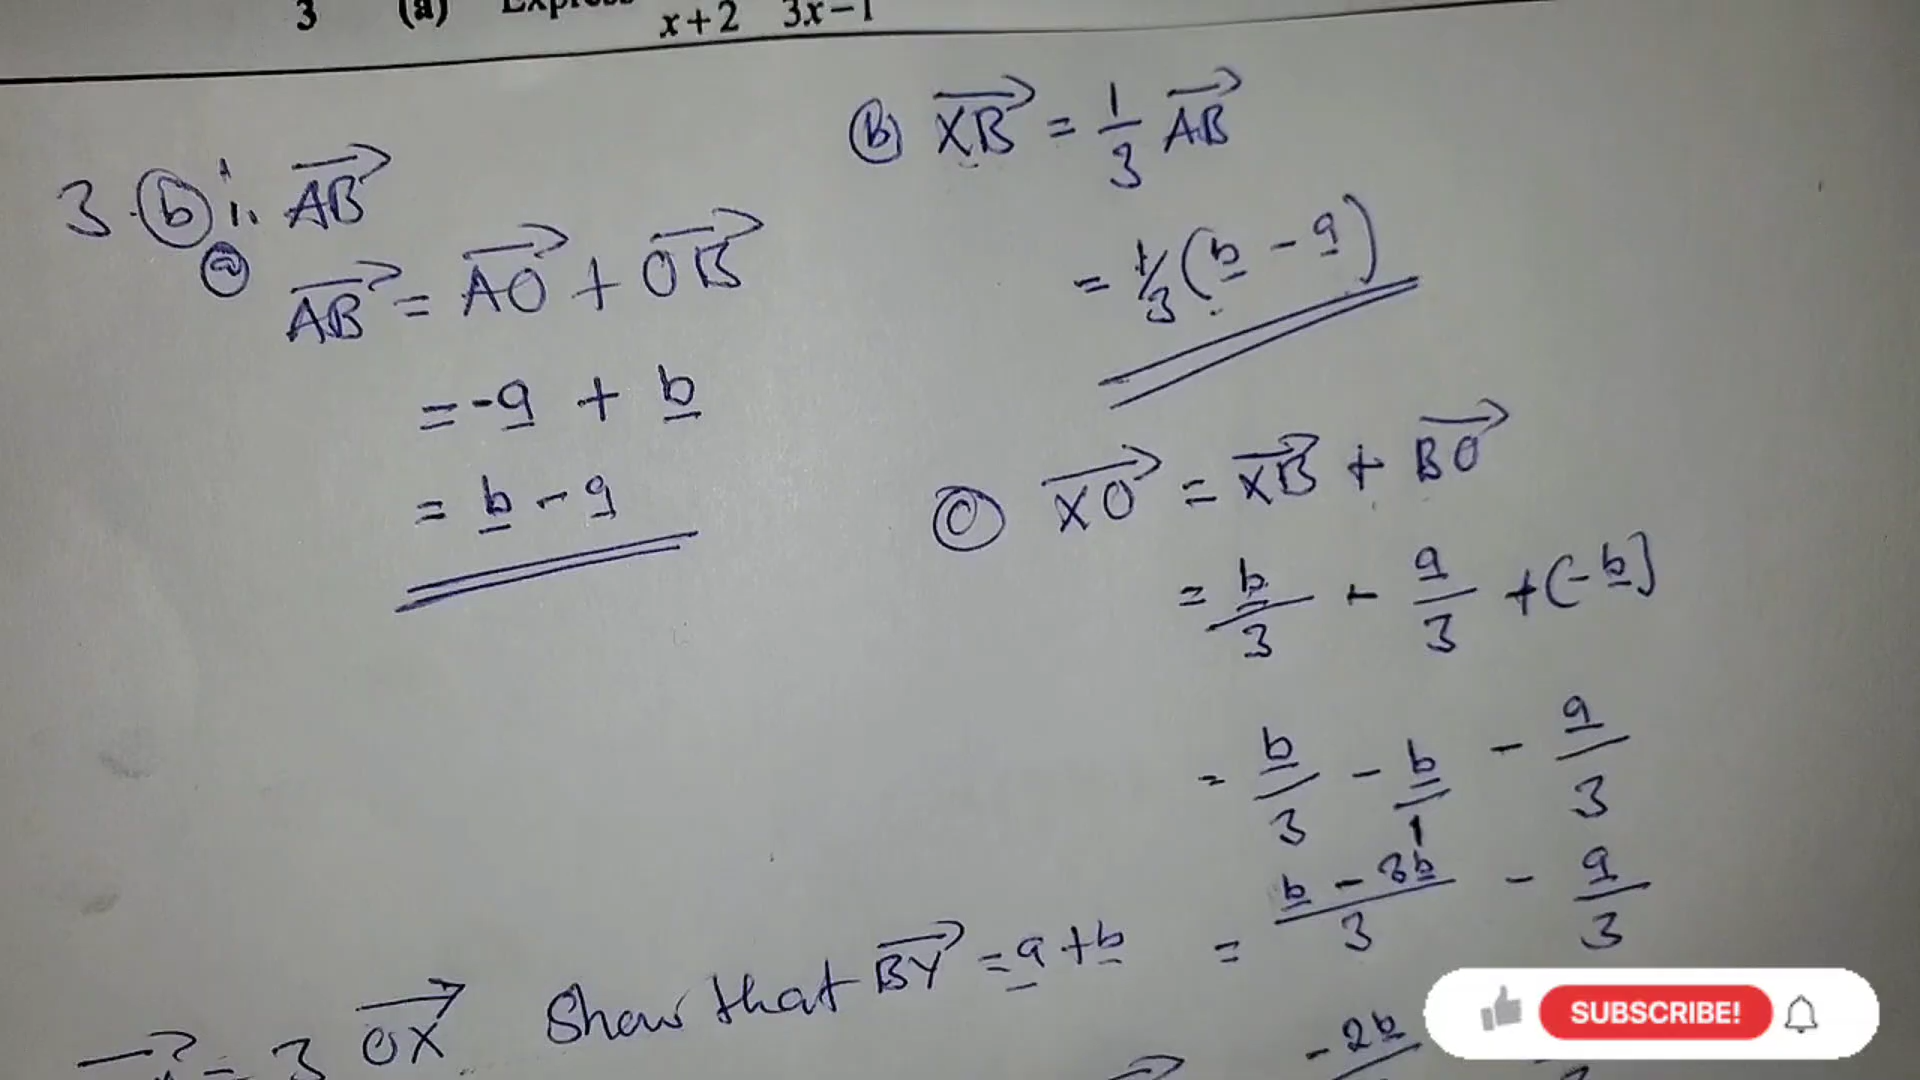 3 (a) Express x+2 3x−1
3 (b) i. AB
(a) AB = AO + OB
= -a + b
= b - a
(b) XB = 1/3 AB
= 1/3 (b - a)
(c) XO = XB + BO
= b/3 - a/3 + (-b)
= b/3 - b/1 - a/3
= b - 3b/3 - a/3
-2b
= 3 OX Show that BY = a + b
SUBSCRIBE!